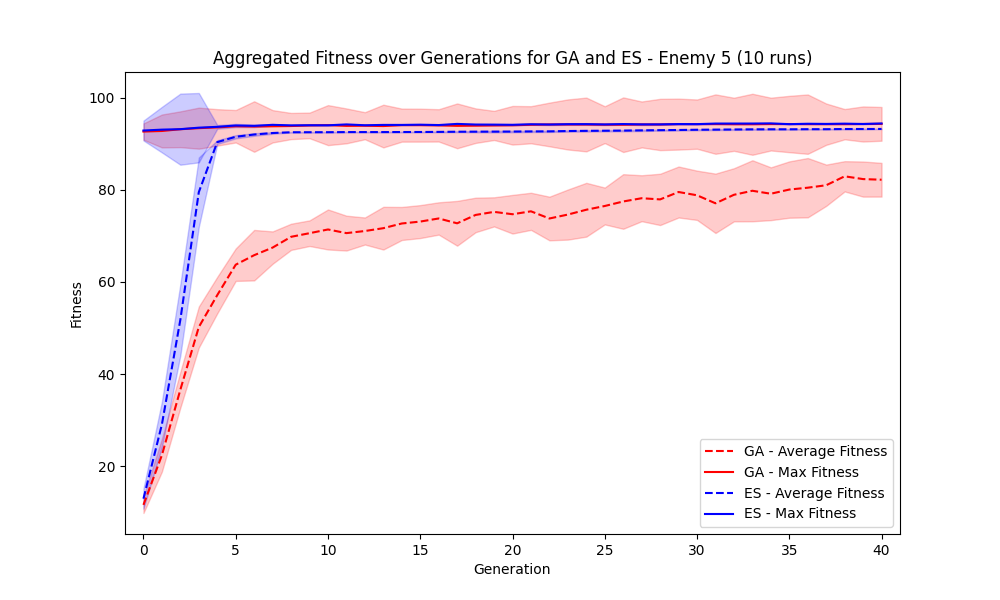 Aggregated Fitness over Generations for GA and ES - Enemy 5 (10 runs)
100
80
60
40
20
Fitness
0 5 10 15 20 25 30 35 40
Generation
GA - Average Fitness
GA - Max Fitness
ES - Average Fitness
ES - Max Fitness